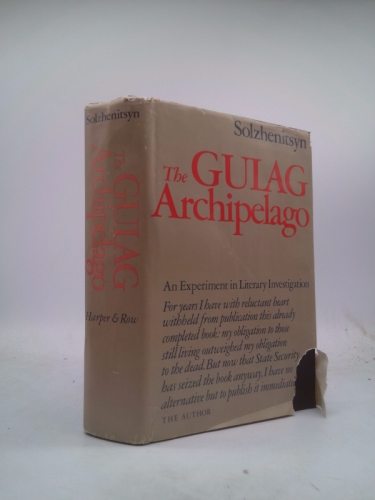 Solzhenitsyn
The GULAG
Archipelago
Harper & Row
Solzhenitsyn
The GULAG
Archipelago
An Experiment in Literary Investigation
For years I have with reluctant heart
withheld from publication this already
completed book: my obligation to those
still living outweighed my obligation
to the dead. But now that State Security
has seized the book anyway, I have no
alternative but to publish it immediate
THE AUTHOR